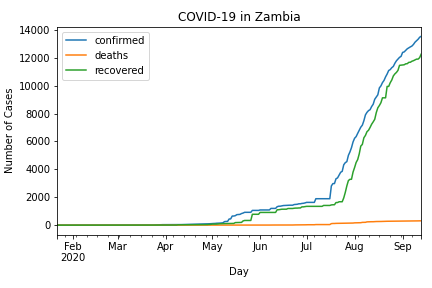 COVID-19 in Zambia
confirmed
deaths
recovered
Number of Cases
14000
12000
10000
8000
6000
4000
2000
0
Feb Mar Apr May Jun Jul Aug Sep
2020
Day